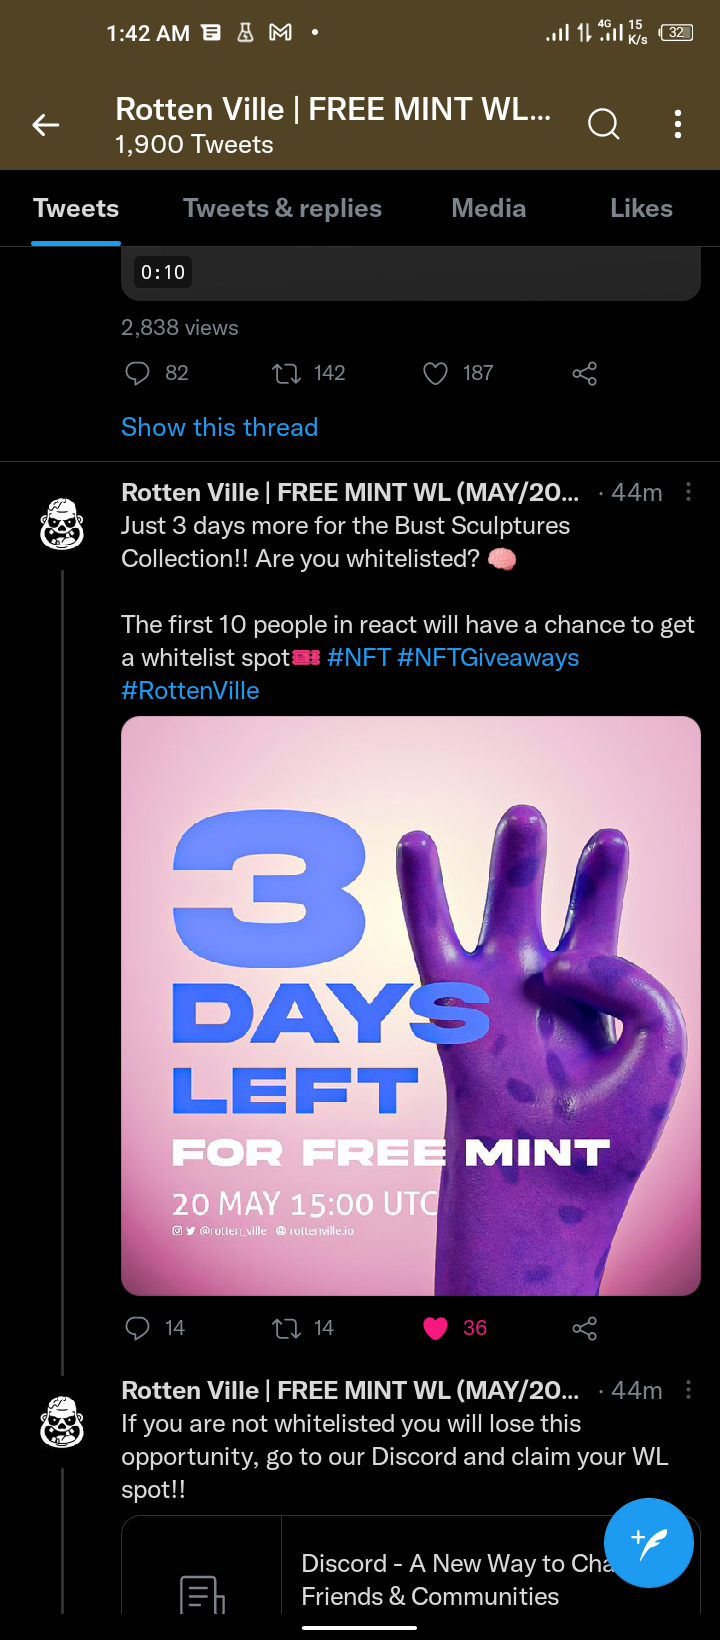 1:42 AM
4G
15
K/s
32
Rotten Ville | FREE MINT WL...
1,900 Tweets
Tweets
Tweets & replies
Media
Likes
0:10
2,838 views
82
142
187
Show this thread
Rotten Ville | FREE MINT WL (MAY/20... · 44m
Just 3 days more for the Bust Sculptures
Collection!! Are you whitelisted? 🧠
The first 10 people in react will have a chance to get
a whitelist spot🎟 #NFT #NFTGiveaways
#RottenVille
3
DAYS
LEFT
FOR FREE MINT
20 MAY 15:00 UTC
@rotten_ville rottenville.io
14
14
36
Rotten Ville | FREE MINT WL (MAY/20... · 44m
If you are not whitelisted you will lose this
opportunity, go to our Discord and claim your WL
spot!!
Discord - A New Way to Cha
Friends & Communities